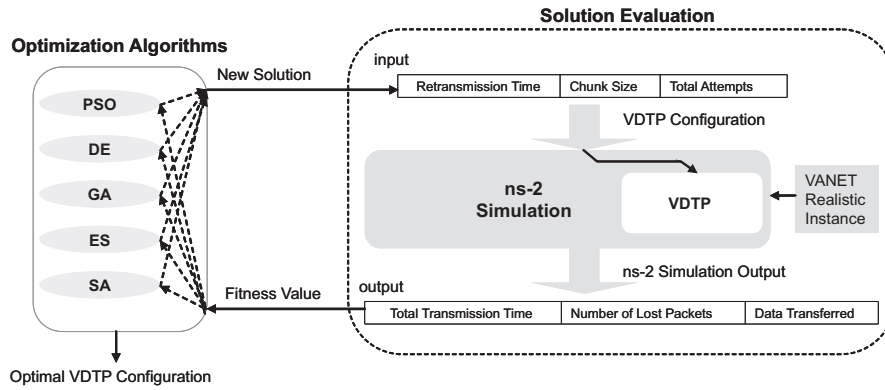 Solution Evaluation
Optimization Algorithms
input
New Solution
Retransmission Time Chunk Size Total Attempts
PSO
VDTP Configuration
DE
ns-2
Simulation
VDTP
VANET
Realistic
Instance
GA
ES
SA
ns-2 Simulation Output
Fitness Value
output
Total Transmission Time Number of Lost Packets Data Transferred
Optimal VDTP Configuration